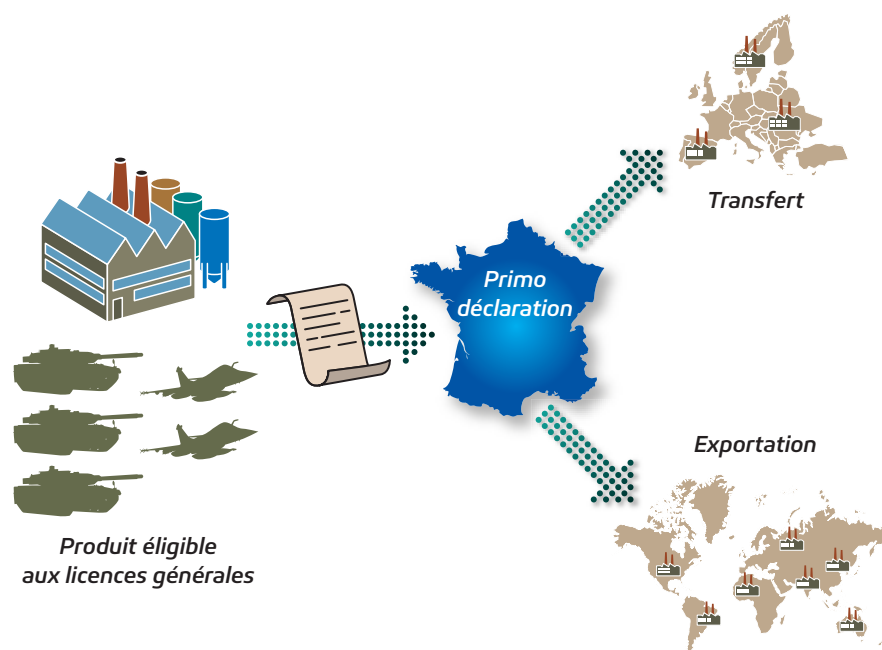 Primo
déclaration
Transfert
Exportation
Produit éligible
aux licences générales